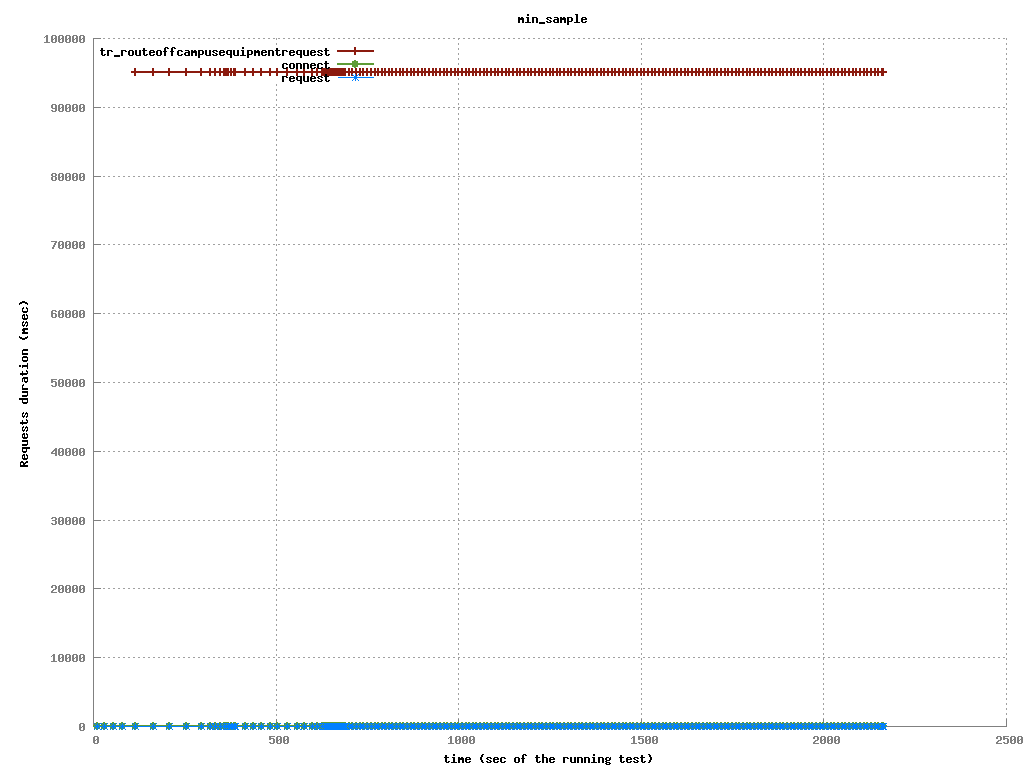 min_sample
100000
tr_routeoffcampusequipmentrequest
connect
request
90000
80000
70000
60000
50000
40000
30000
20000
10000
0
Requests duration (msec)
0 500 1000 1500 2000 2500
time (sec of the running test)